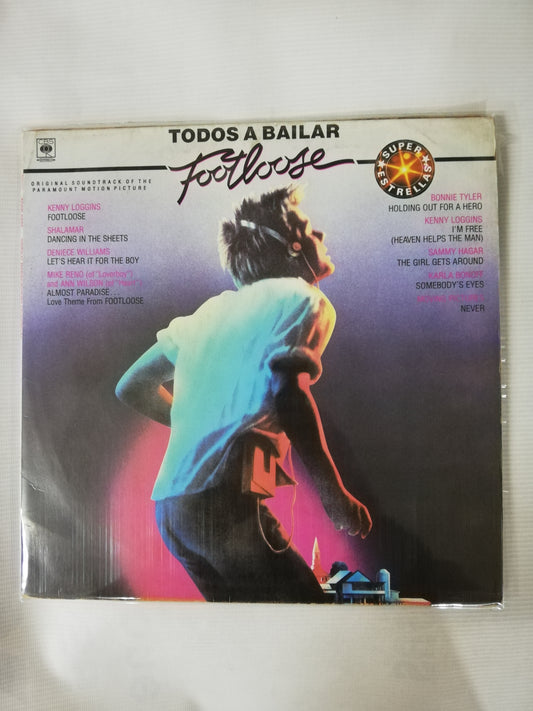 CBS
TODOS A BAILAR
Footloose
SUPER
ESTRELLAS
ORIGINAL SOUNDTRACK OF THE
PARAMOUNT MOTION PICTURE
KENNY LOGGINS
FOOTLOOSE
SHALAMAR
DANCING IN THE SHEETS
DENIECE WILLIAMS
LET'S HEAR IT FOR THE BOY
MIKE RENO (of "Loverboy")
and ANN WILSON (of "Heart")
ALMOST PARADISE...
Love Theme From FOOTLOOSE
BONNIE TYLER
HOLDING OUT FOR A HERO
KENNY LOGGINS
I'M FREE
(HEAVEN HELPS THE MAN)
SAMMY HAGAR
THE GIRL GETS AROUND
KARLA BONOFF
SOMEBODY'S EYES
NEVER